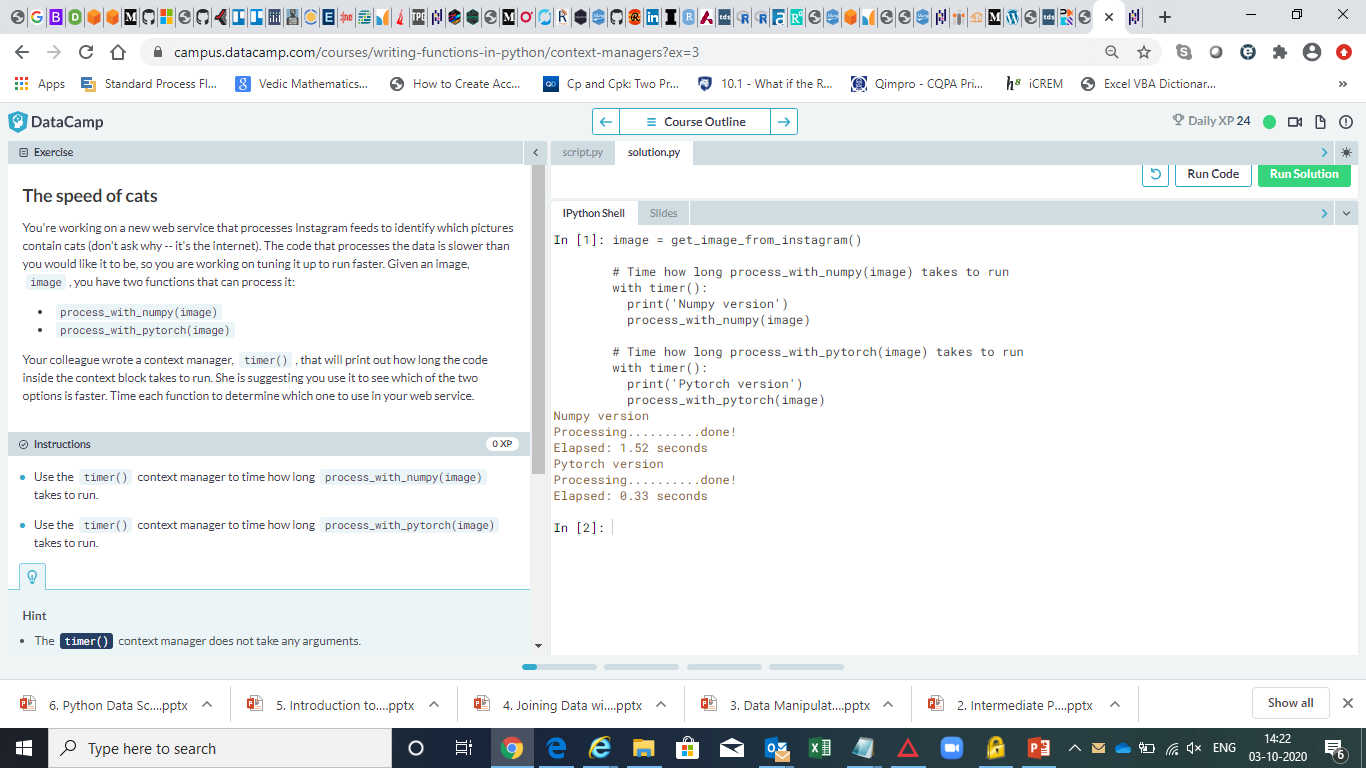 campus.datacamp.com/courses/writing-functions-in-python/context-managers?ex=3
Apps Standard Process Fl... Vedic Mathematics... How to Create Acc... Cp and Cpk: Two Pr... 10.1 - What if the R... Qimpro - CQPA Pri... iCREM Excel VBA Dictionar... »
DataCamp
Course Outline
Daily XP 24
Exercise
The speed of cats
You're working on a new web service that processes Instagram feeds to identify which pictures
contain cats (don't ask why -- it's the internet). The code that processes the data is slower than
you would like it to be, so you are working on tuning it up to run faster. Given an image,
image , you have two functions that can process it:
• process_with_numpy(image)
• process_with_pytorch(image)
Your colleague wrote a context manager, timer() , that will print out how long the code
inside the context block takes to run. She is suggesting you use it to see which of the two
options is faster. Time each function to determine which one to use in your web service.
Instructions
0 XP
• Use the timer() context manager to time how long process_with_numpy(image)
takes to run.
• Use the timer() context manager to time how long process_with_pytorch(image)
takes to run.
Hint
• The timer() context manager does not take any arguments.
script.py solution.py
Run Code Run Solution
IPython Shell Slides
In [1]: image = get_image_from_instagram()
# Time how long process_with_numpy(image) takes to run
with timer():
print('Numpy version')
process_with_numpy(image)
# Time how long process_with_pytorch(image) takes to run
with timer():
print('Pytorch version')
process_with_pytorch(image)
Numpy version
Processing..........done!
Elapsed: 1.52 seconds
Pytorch version
Processing..........done!
Elapsed: 0.33 seconds
In [2]:
6. Python Data Sc....pptx 5. Introduction to....pptx 4. Joining Data wi....pptx 3. Data Manipulat....pptx 2. Intermediate P....pptx Show all
Type here to search
ENG
14:22
03-10-2020
6